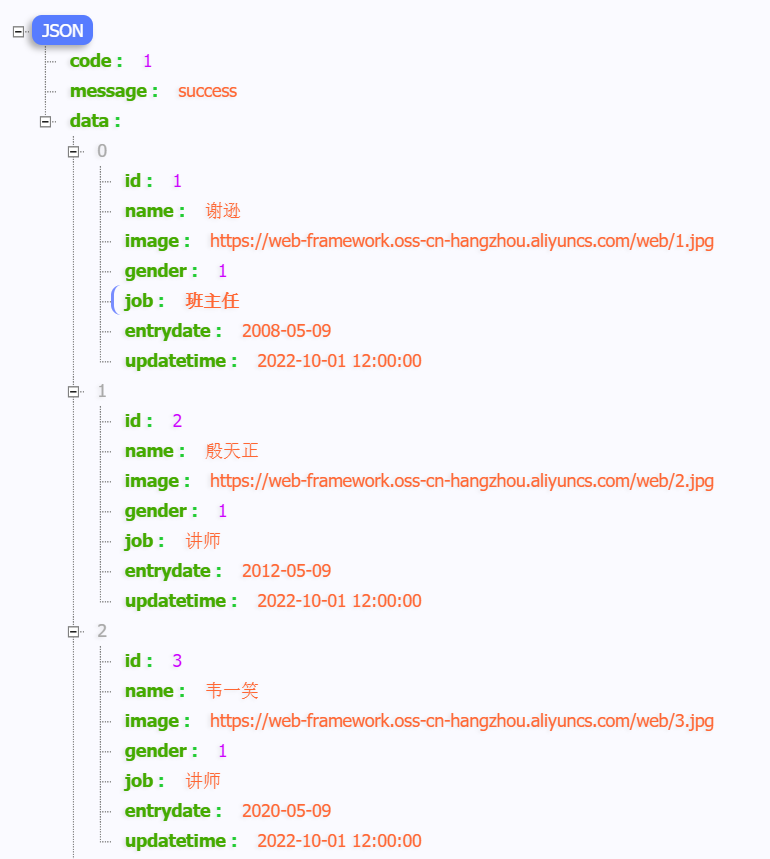 JSON
code : 1
message : success
data :
0
id : 1
name : 谢逊
image : https://web-framework.oss-cn-hangzhou.aliyuncs.com/web/1.jpg
gender : 1
job : 班主任
entrydate : 2008-05-09
updatetime : 2022-10-01 12:00:00
1
id : 2
name : 殷天正
image : https://web-framework.oss-cn-hangzhou.aliyuncs.com/web/2.jpg
gender : 1
job : 讲师
entrydate : 2012-05-09
updatetime : 2022-10-01 12:00:00
2
id : 3
name : 韦一笑
image : https://web-framework.oss-cn-hangzhou.aliyuncs.com/web/3.jpg
gender : 1
job : 讲师
entrydate : 2020-05-09
updatetime : 2022-10-01 12:00:00